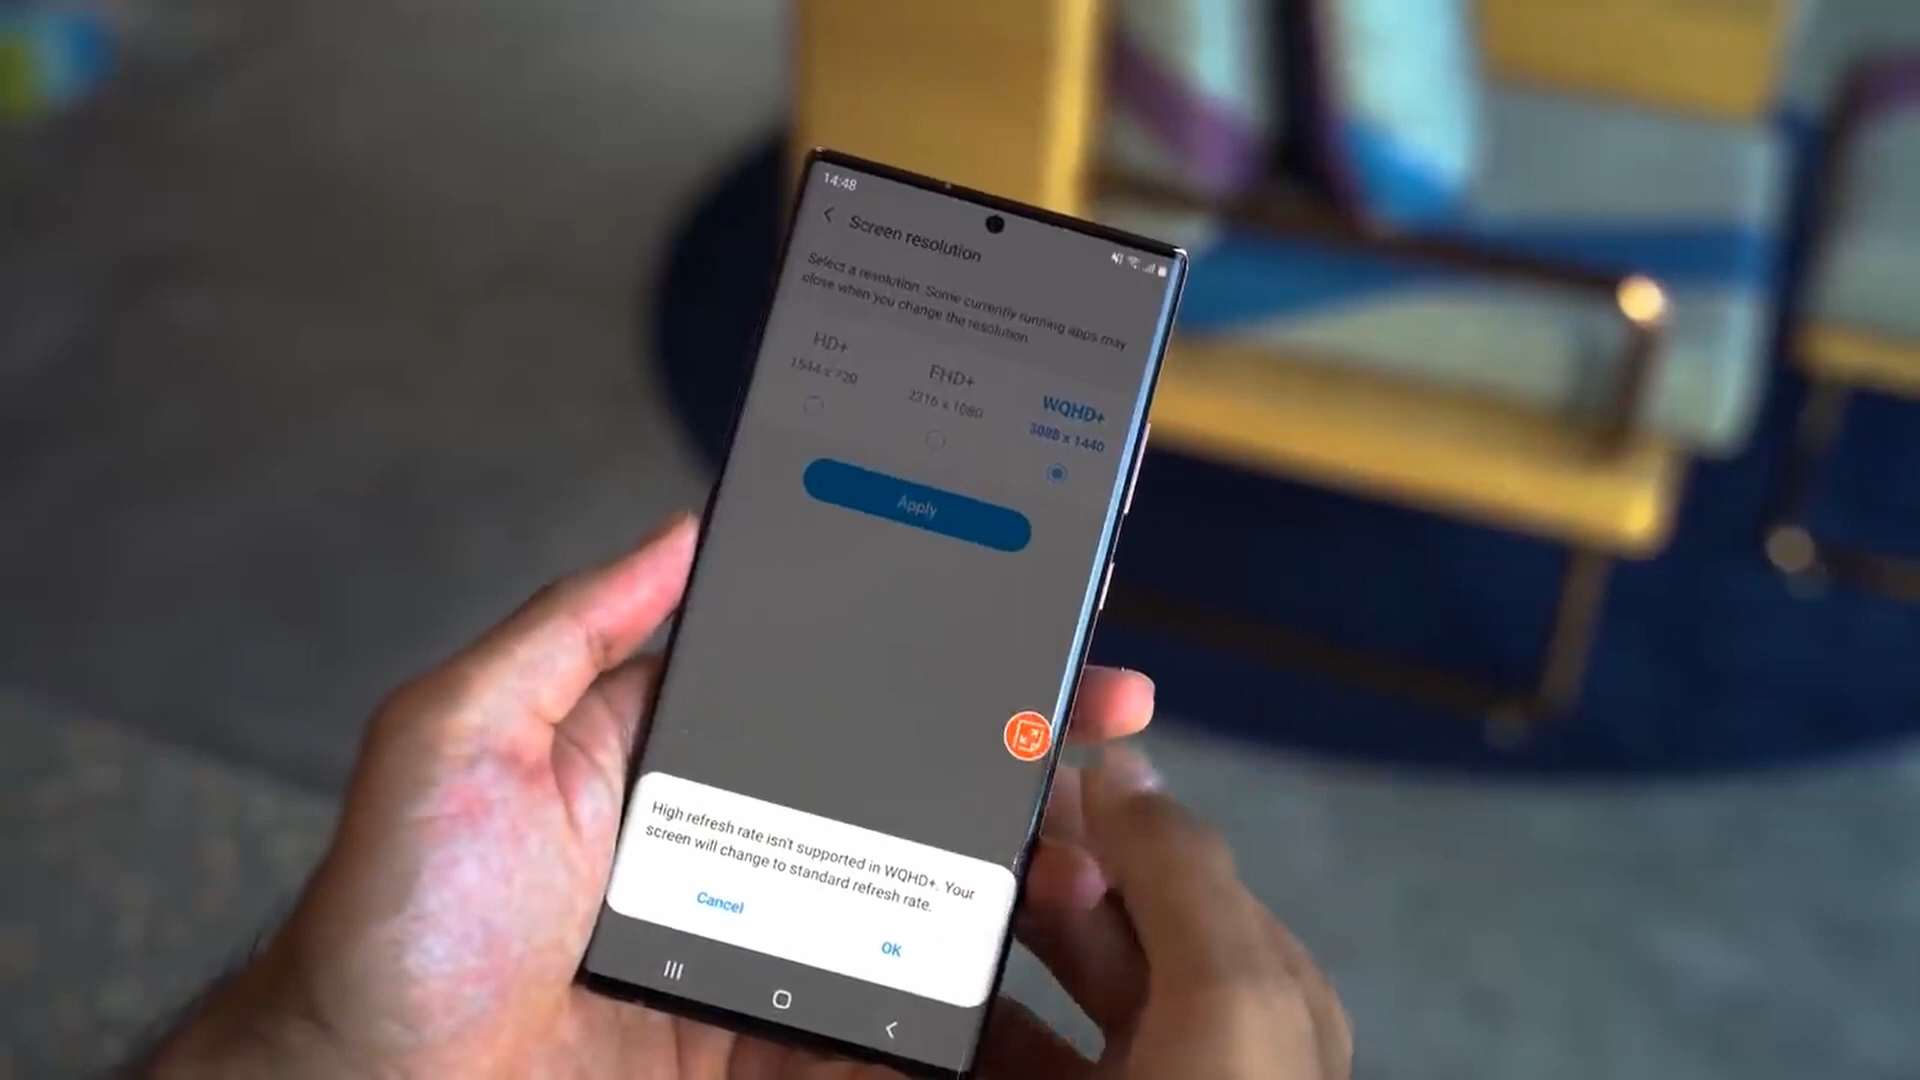 14:48
Screen resolution
Select a resolution. Some currently running apps may
close when you change the resolution.
HD+
1544 x 720
FHD+
2316 x 1080
WQHD+
3088 x 1440
Apply
High refresh rate isn't supported in WQHD+. Your
screen will change to standard refresh rate.
Cancel
OK